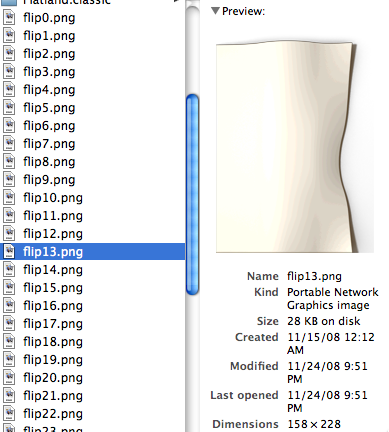 Flatland.classic
flip0.png
flip1.png
flip2.png
flip3.png
flip4.png
flip5.png
flip6.png
flip7.png
flip8.png
flip9.png
flip10.png
flip11.png
flip12.png
flip13.png
flip14.png
flip15.png
flip16.png
flip17.png
flip18.png
flip19.png
flip20.png
flip21.png
flip22.png
flip23.png
Preview:
Name flip13.png
Kind Portable Network
Graphics image
Size 28 KB on disk
Created 11/15/08 12:12
AM
Modified 11/24/08 9:51
PM
Last opened 11/24/08 9:51
PM
Dimensions 158 × 228